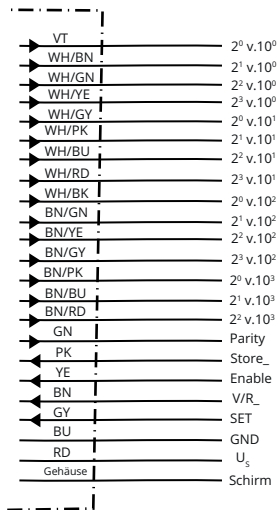 VT 2⁰ v.10⁰
WH/BN 2¹ v.10⁰
WH/GN 2² v.10⁰
WH/YE 2³ v.10⁰
WH/GY 2⁰ v.10¹
WH/PK 2¹ v.10¹
WH/BU 2² v.10¹
WH/RD 2³ v.10¹
WH/BK 2⁰ v.10²
BN/GN 2¹ v.10²
BN/YE 2² v.10²
BN/GY 2³ v.10²
BN/PK 2⁰ v.10³
BN/BU 2¹ v.10³
BN/RD 2² v.10³
GN Parity
PK Store_
YE Enable
BN V/R_
GY SET
BU GND
RD Uₛ
Gehäuse Schirm